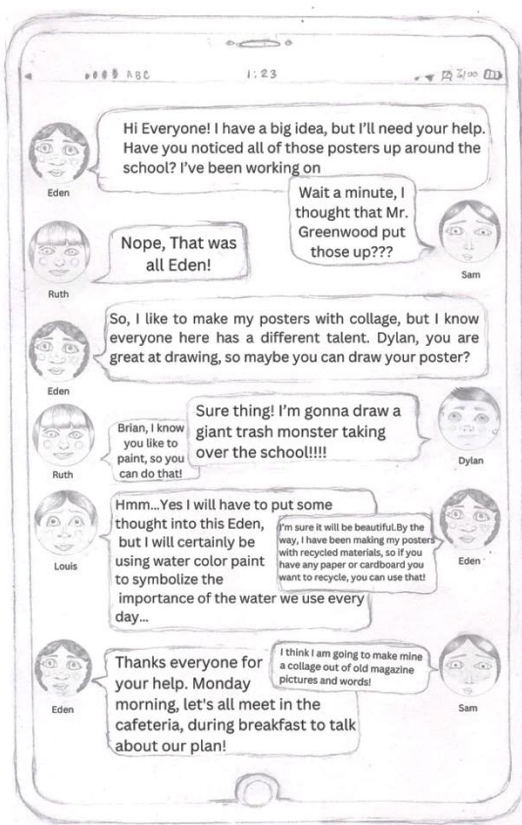 ABC
1:23
Hi Everyone! I have a big idea, but I'll need your help.
Have you noticed all of those posters up around the
school? I've been working on
Eden
Wait a minute, I
thought that Mr.
Greenwood put
those up???
Sam
Nope, That was
all Eden!
Ruth
So, I like to make my posters with collage, but I know
everyone here has a different talent. Dylan, you are
great at drawing, so maybe you can draw your poster?
Eden
Sure thing! I'm gonna draw a
giant trash monster taking
over the school!!!!
Dylan
Brian, I know
you like to
paint, so you
can do that!
Ruth
Hmm...Yes I will have to put some
thought into this Eden,
but I will certainly be
using water color paint
to symbolize the
importance of the water we use every
day...
Louis
I'm sure it will be beautiful.By the
way, I have been making my posters
with recycled materials, so if you
have any paper or cardboard you
want to recycle, you can use that!
Eden
I think I am going to make mine
a collage out of old magazine
pictures and words!
Sam
Thanks everyone for
your help. Monday
morning, let's all meet in the
cafeteria, during breakfast to talk
about our plan!
Eden